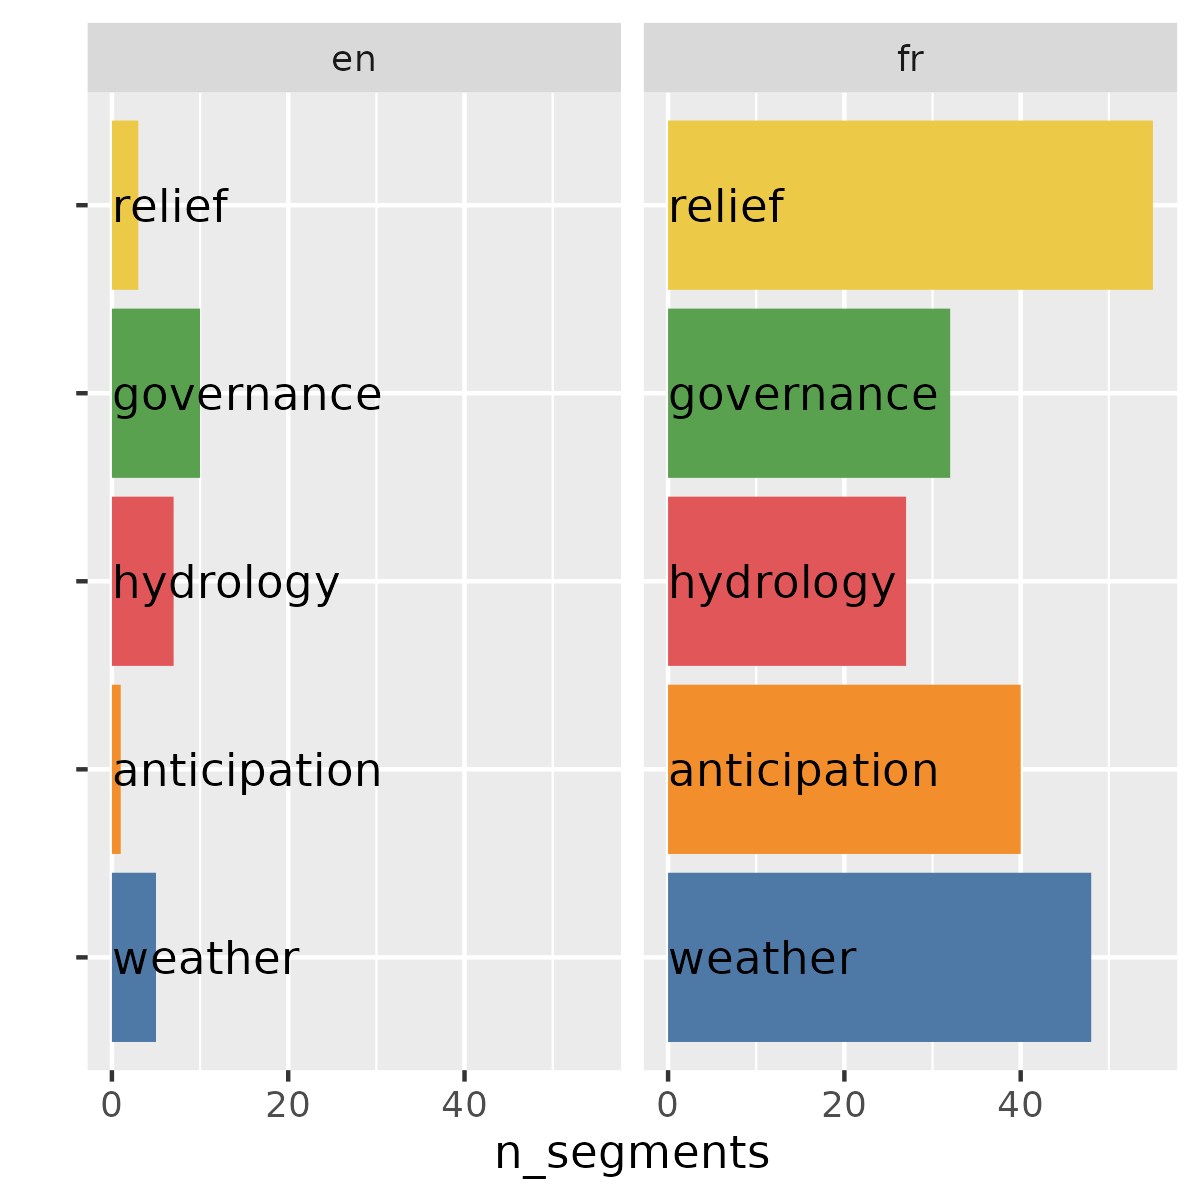 en
fr
relief
relief
governance
governance
hydrology
hydrology
anticipation
anticipation
weather
weather
0 20 40
0 20 40
n_segments